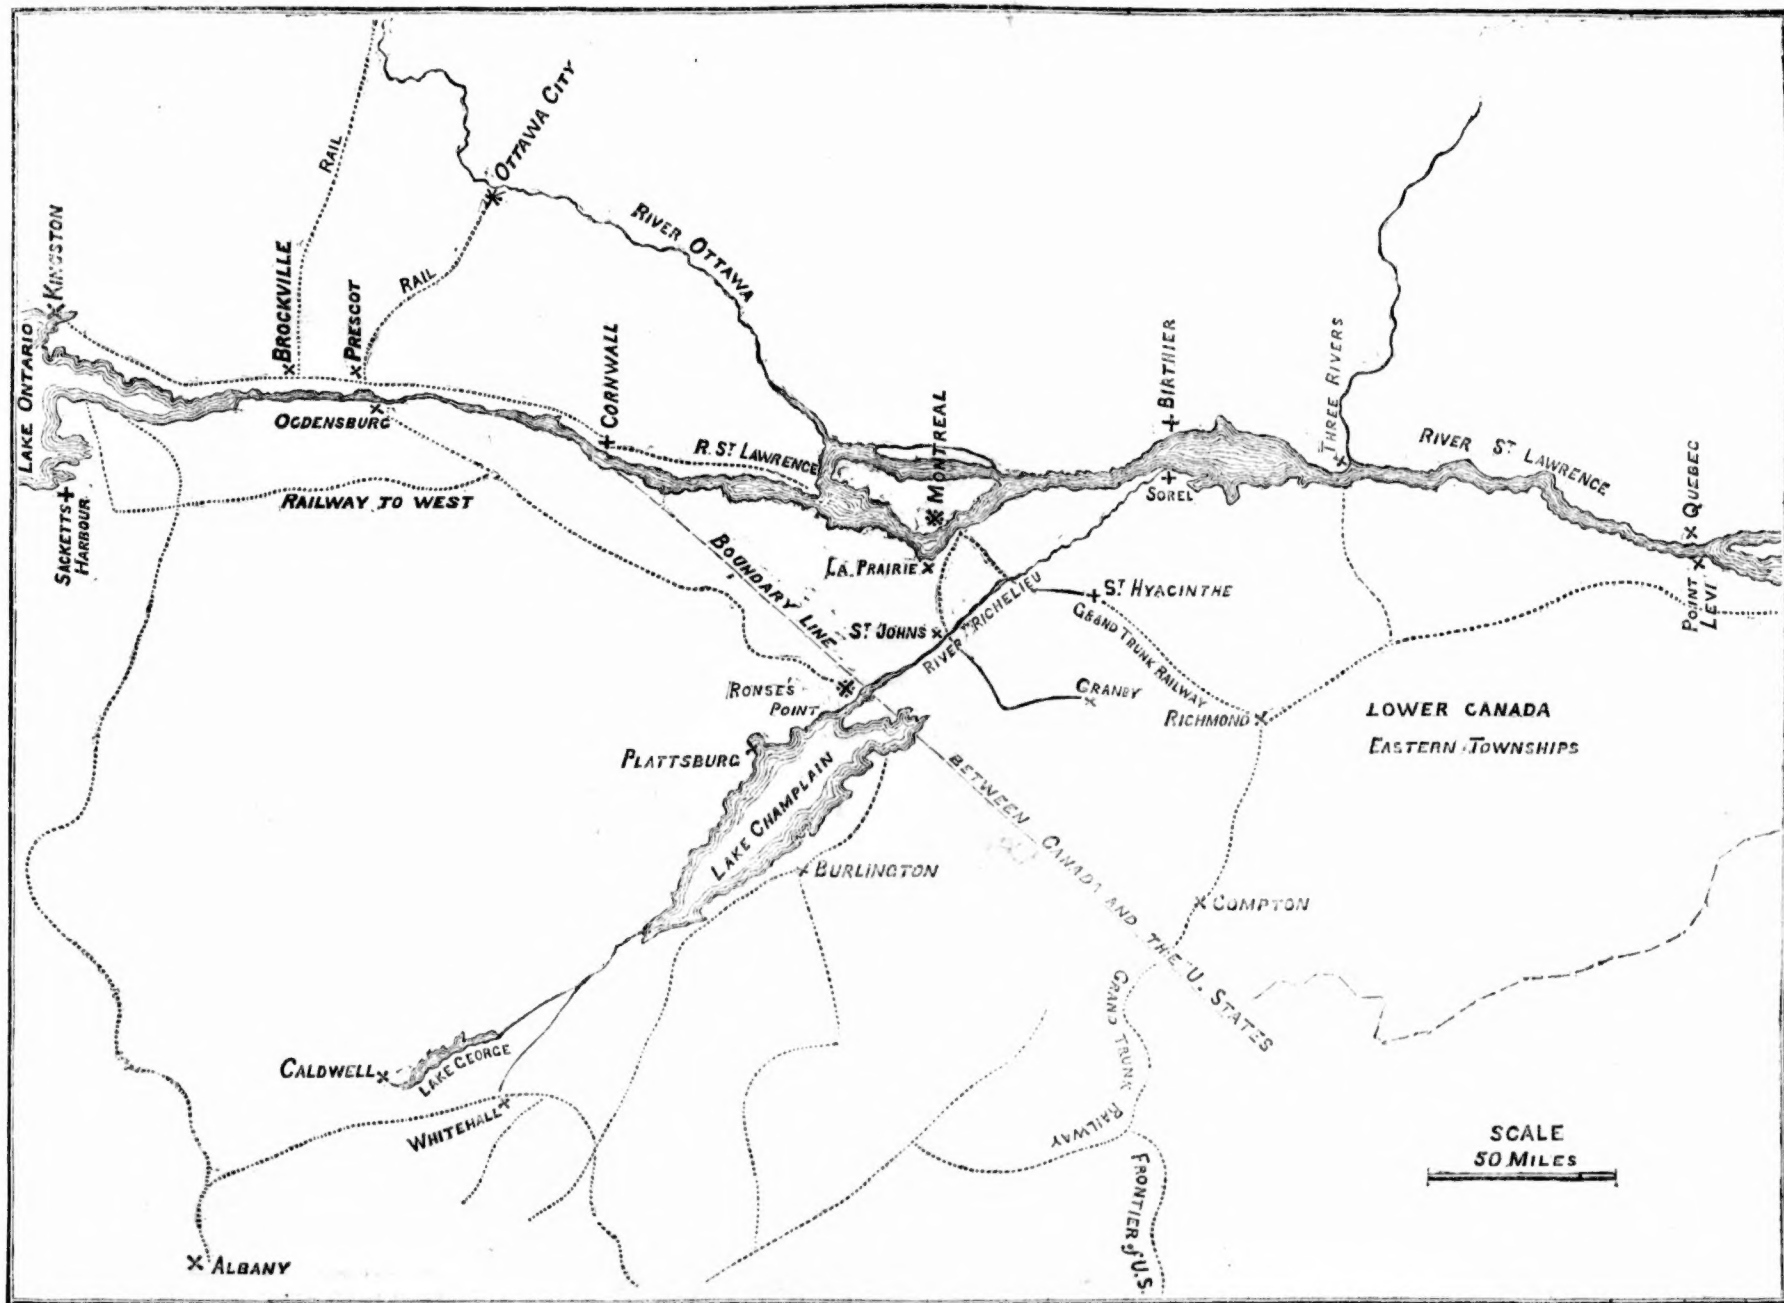 OTTAWA CITY
RAIL
RAIL
RIVER OTTAWA
KINGSTON
LAKE ONTARIO
BROCKVILLE
PRESCOT
OGDENSBURG
CORNWALL
R. ST LAWRENCE
MONTREAL
BIRTHIER
SOREL
THREE RIVERS
RIVER ST LAWRENCE
QUEBEC
POINT
LEVI
SACKETTS
HARBOUR
RAILWAY TO WEST
BOUNDARY LINE
LA PRAIRIE
ST HYACINTHE
GRAND TRUNK RAILWAY
ST JOHNS
RIVER RICHELIEU
GRANBY
RICHMOND
RONSE'S
POINT
LOWER CANADA
EASTERN TOWNSHIPS
PLATTSBURG
LAKE CHAMPLAIN
BETWEEN CANADA AND THE U. STATES
BURLINGTON
COMPTON
GRAND TRUNK RAILWAY
CALDWELL
LAKE GEORGE
WHITEHALL
FRONTIER of U.S.
SCALE
50 MILES
ALBANY